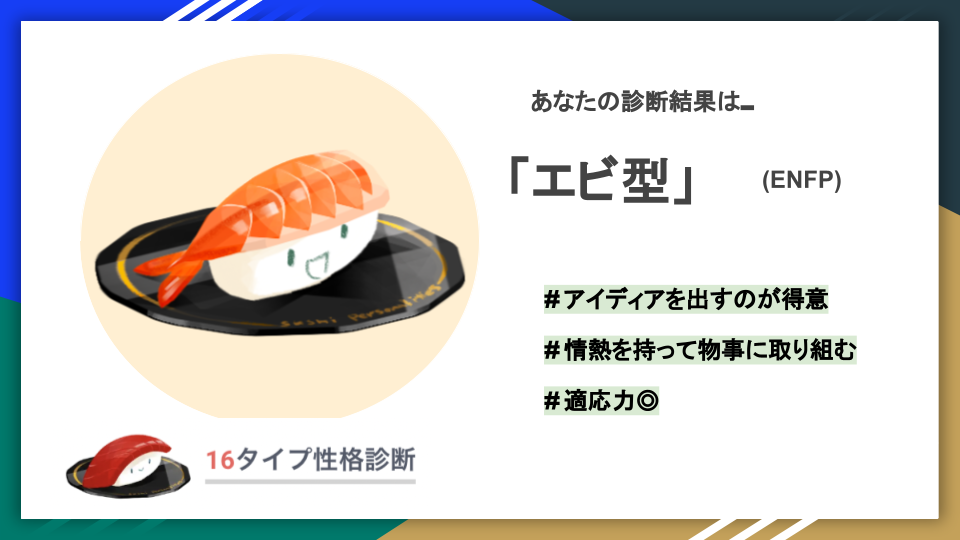 あなたの診断結果は…
「エビ型」 (ENFP)
#アイディアを出すのが得意
#情熱を持って物事に取り組む
#適応力◎
Sushi Personalities
16タイプ性格診断